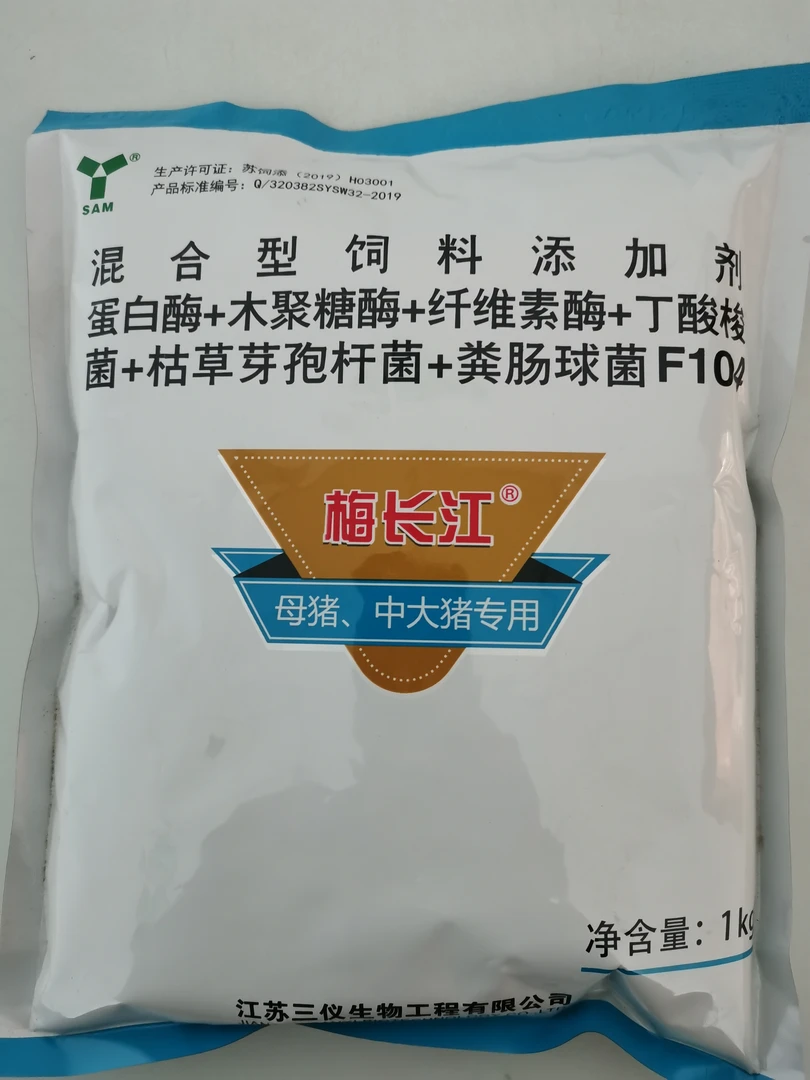 SAM®
生产许可证：苏饲添（2019）H03001
产品标准编号：Q/320382SYSW32-2019
混合型饲料添加剂
蛋白酶+木聚糖酶+纤维素酶+丁酸梭
菌+枯草芽孢杆菌+粪肠球菌F104
梅长江®
母猪、中大猪专用
净含量：1kg
江苏三仪生物工程有限公司